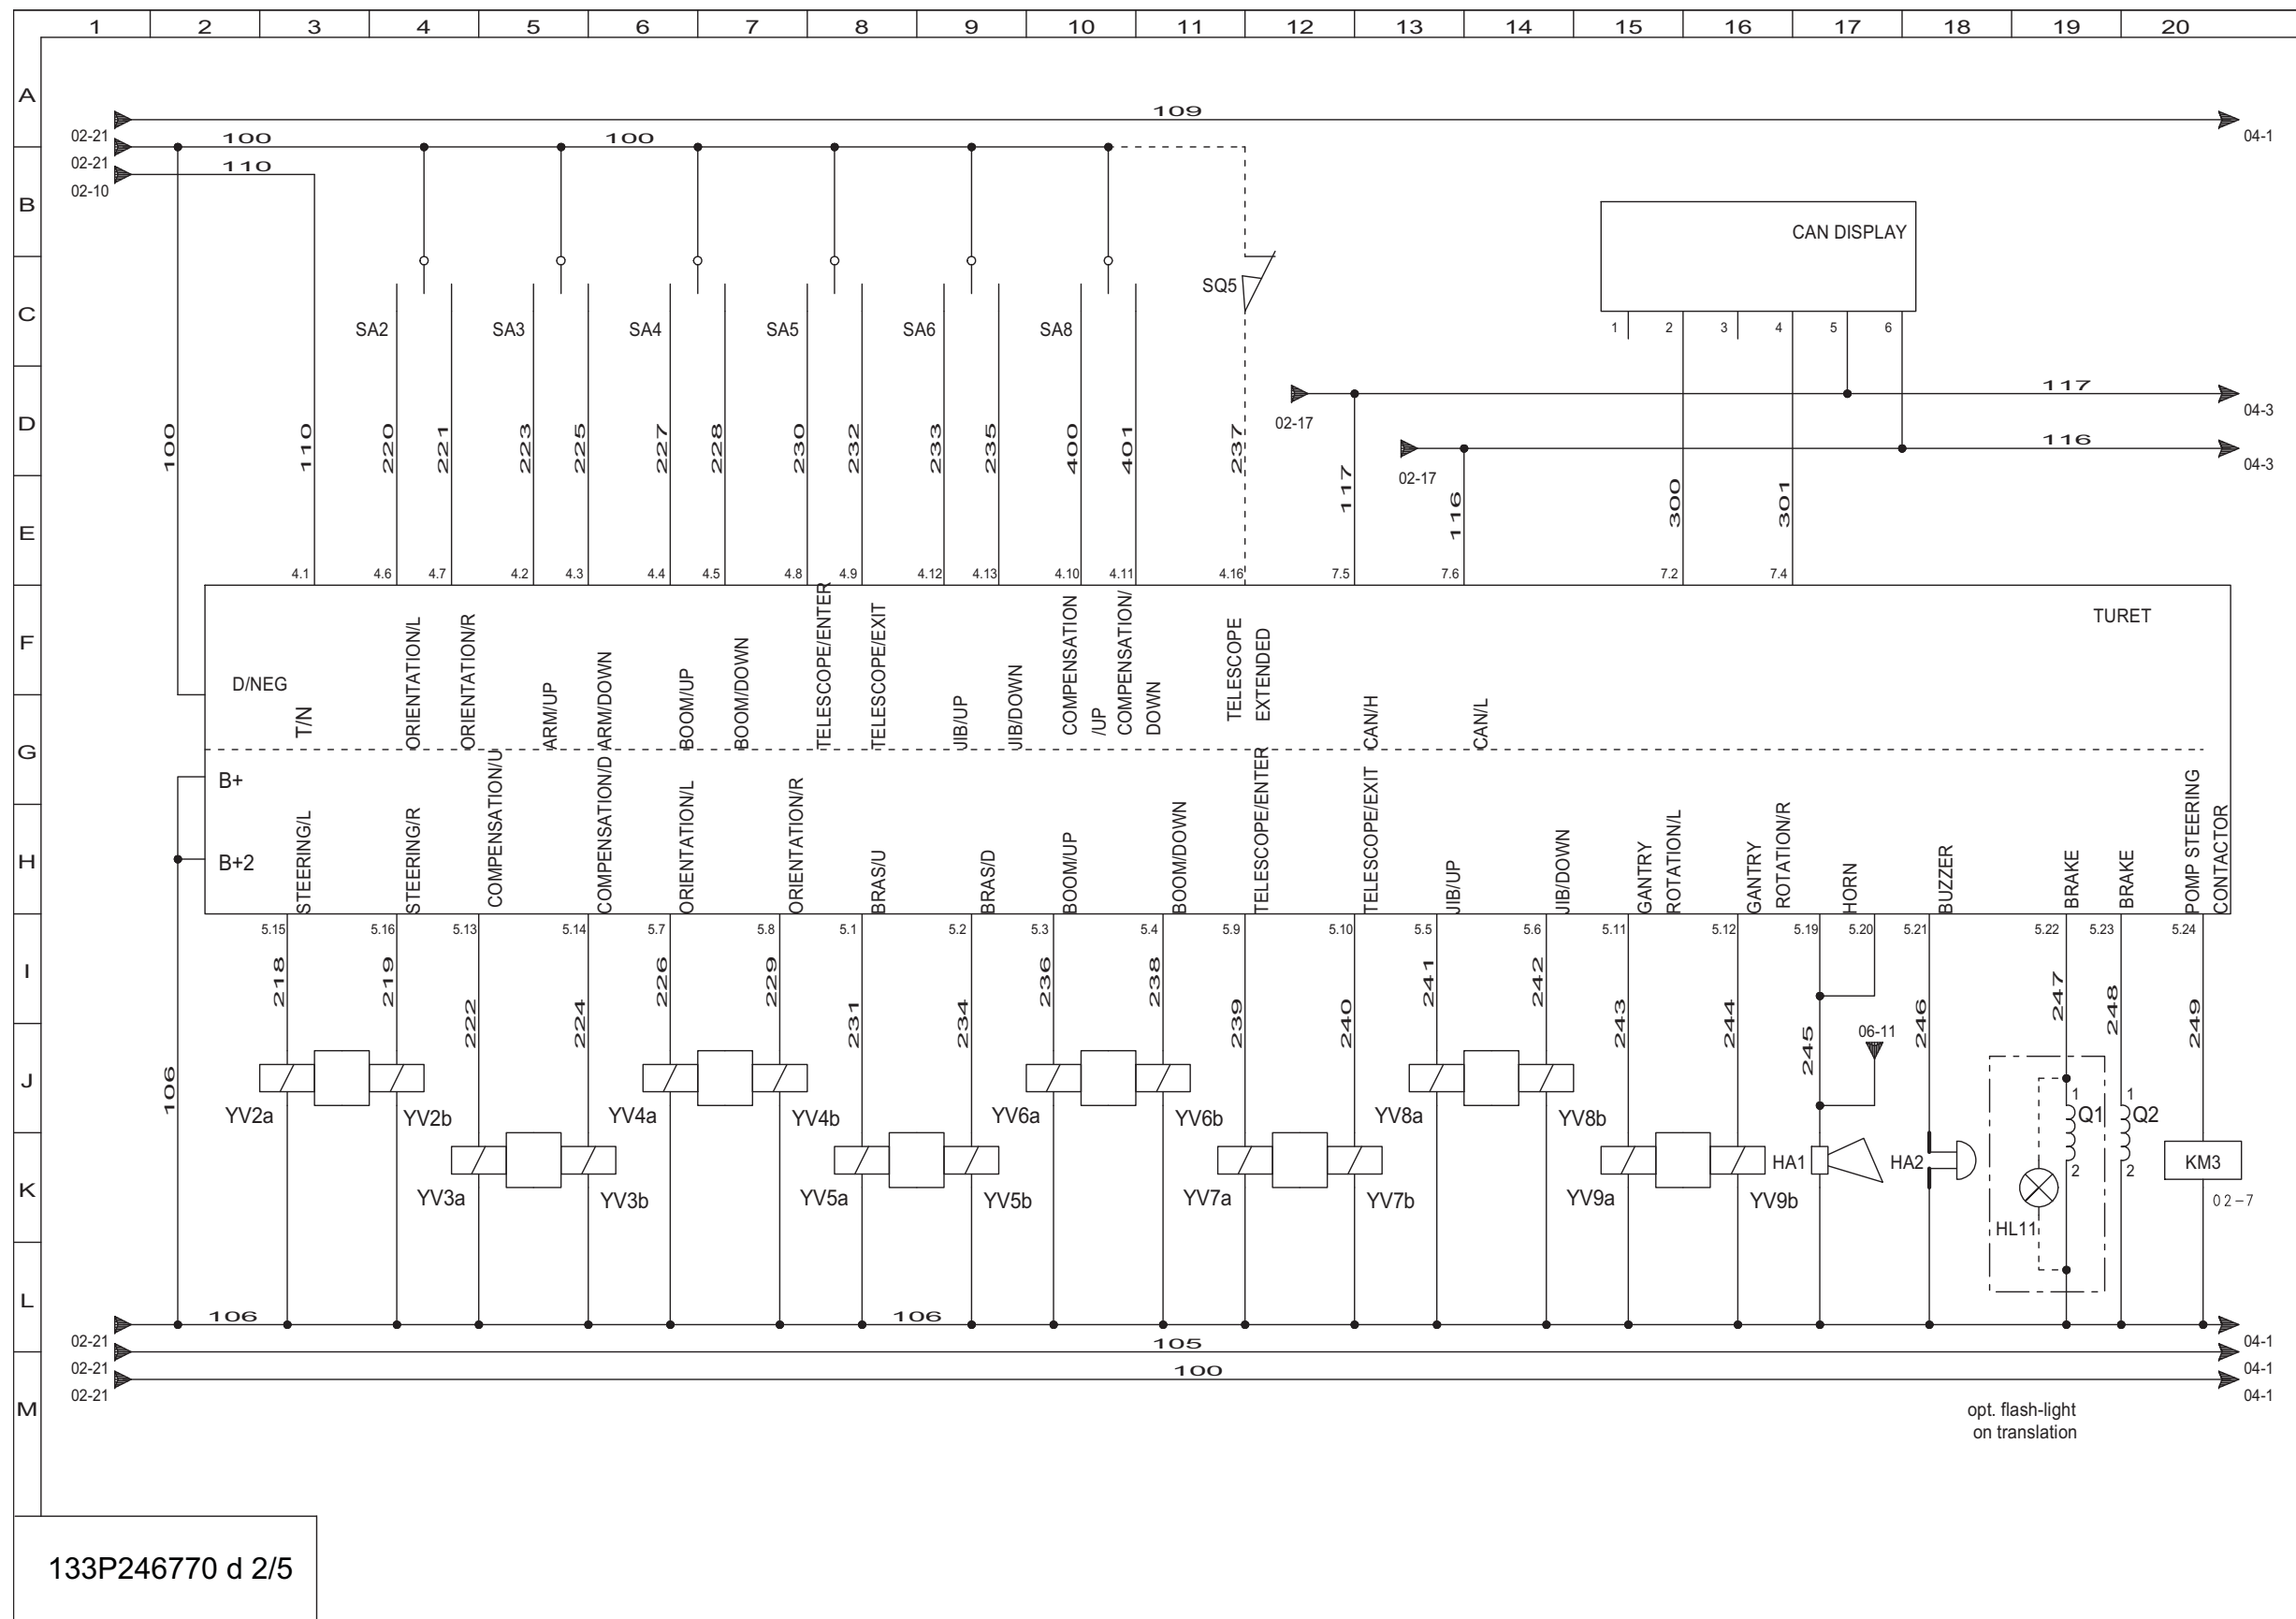 1 2 3 4 5 6 7 8 9 10 11 12 13 14 15 16 17 18 19 20
A
109
02-21
04-1
100 100
02-21
110
02-10
B
CAN DISPLAY
SQ5
C
SA2 SA3 SA4 SA5 SA6 SA8
1 2 3 4 5 6
117
04-3
02-17
D
116
04-3
02-17
100 110 220 221 223 225 227 228 230 232 233 235 400 401 237 117 116 300 301
E
4.1 4.6 4.7 4.2 4.3 4.4 4.5 4.8 4.9 4.12 4.13 4.10 4.11 4.16 7.5 7.6 7.2 7.4
TURET
F
D/NEG
T/N
ORIENTATION/L
ORIENTATION/R
ARM/UP
ARM/DOWN
BOOM/UP
BOOM/DOWN
TELESCOPE/ENTER
TELESCOPE/EXIT
JIB/UP
JIB/DOWN
COMPENSATION
/UP
COMPENSATION/
DOWN
TELESCOPE
EXTENDED
CAN/H
CAN/L
G
B+
H
B+2
STEERING/L
STEERING/R
COMPENSATION/U
COMPENSATION/D
ORIENTATION/L
ORIENTATION/R
BRAS/U
BRAS/D
BOOM/UP
BOOM/DOWN
TELESCOPE/ENTER
TELESCOPE/EXIT
JIB/UP
JIB/DOWN
GANTRY
ROTATION/L
GANTRY
ROTATION/R
HORN
BUZZER
BRAKE
BRAKE
POMP STEERING
CONTACTOR
5.15 5.16 5.13 5.14 5.7 5.8 5.1 5.2 5.3 5.4 5.9 5.10 5.5 5.6 5.11 5.12 5.19 5.20 5.21 5.22 5.23 5.24
I
218 219 222 224 226 229 231 234 236 238 239 240 241 242 243 244 245 246 247 248 249
06-11
J
106
YV2a YV2b YV4a YV4b YV6a YV6b YV8a YV8b
1 Q1 2
1 Q2 2
K
YV3a YV3b YV5a YV5b YV7a YV7b YV9a YV9b
HA1 HA2
KM3
02-7
HL11
L
106 106
02-21
04-1
105
02-21
04-1
100
02-21
04-1
M
opt. flash-light
on translation
133P246770 d 2/5